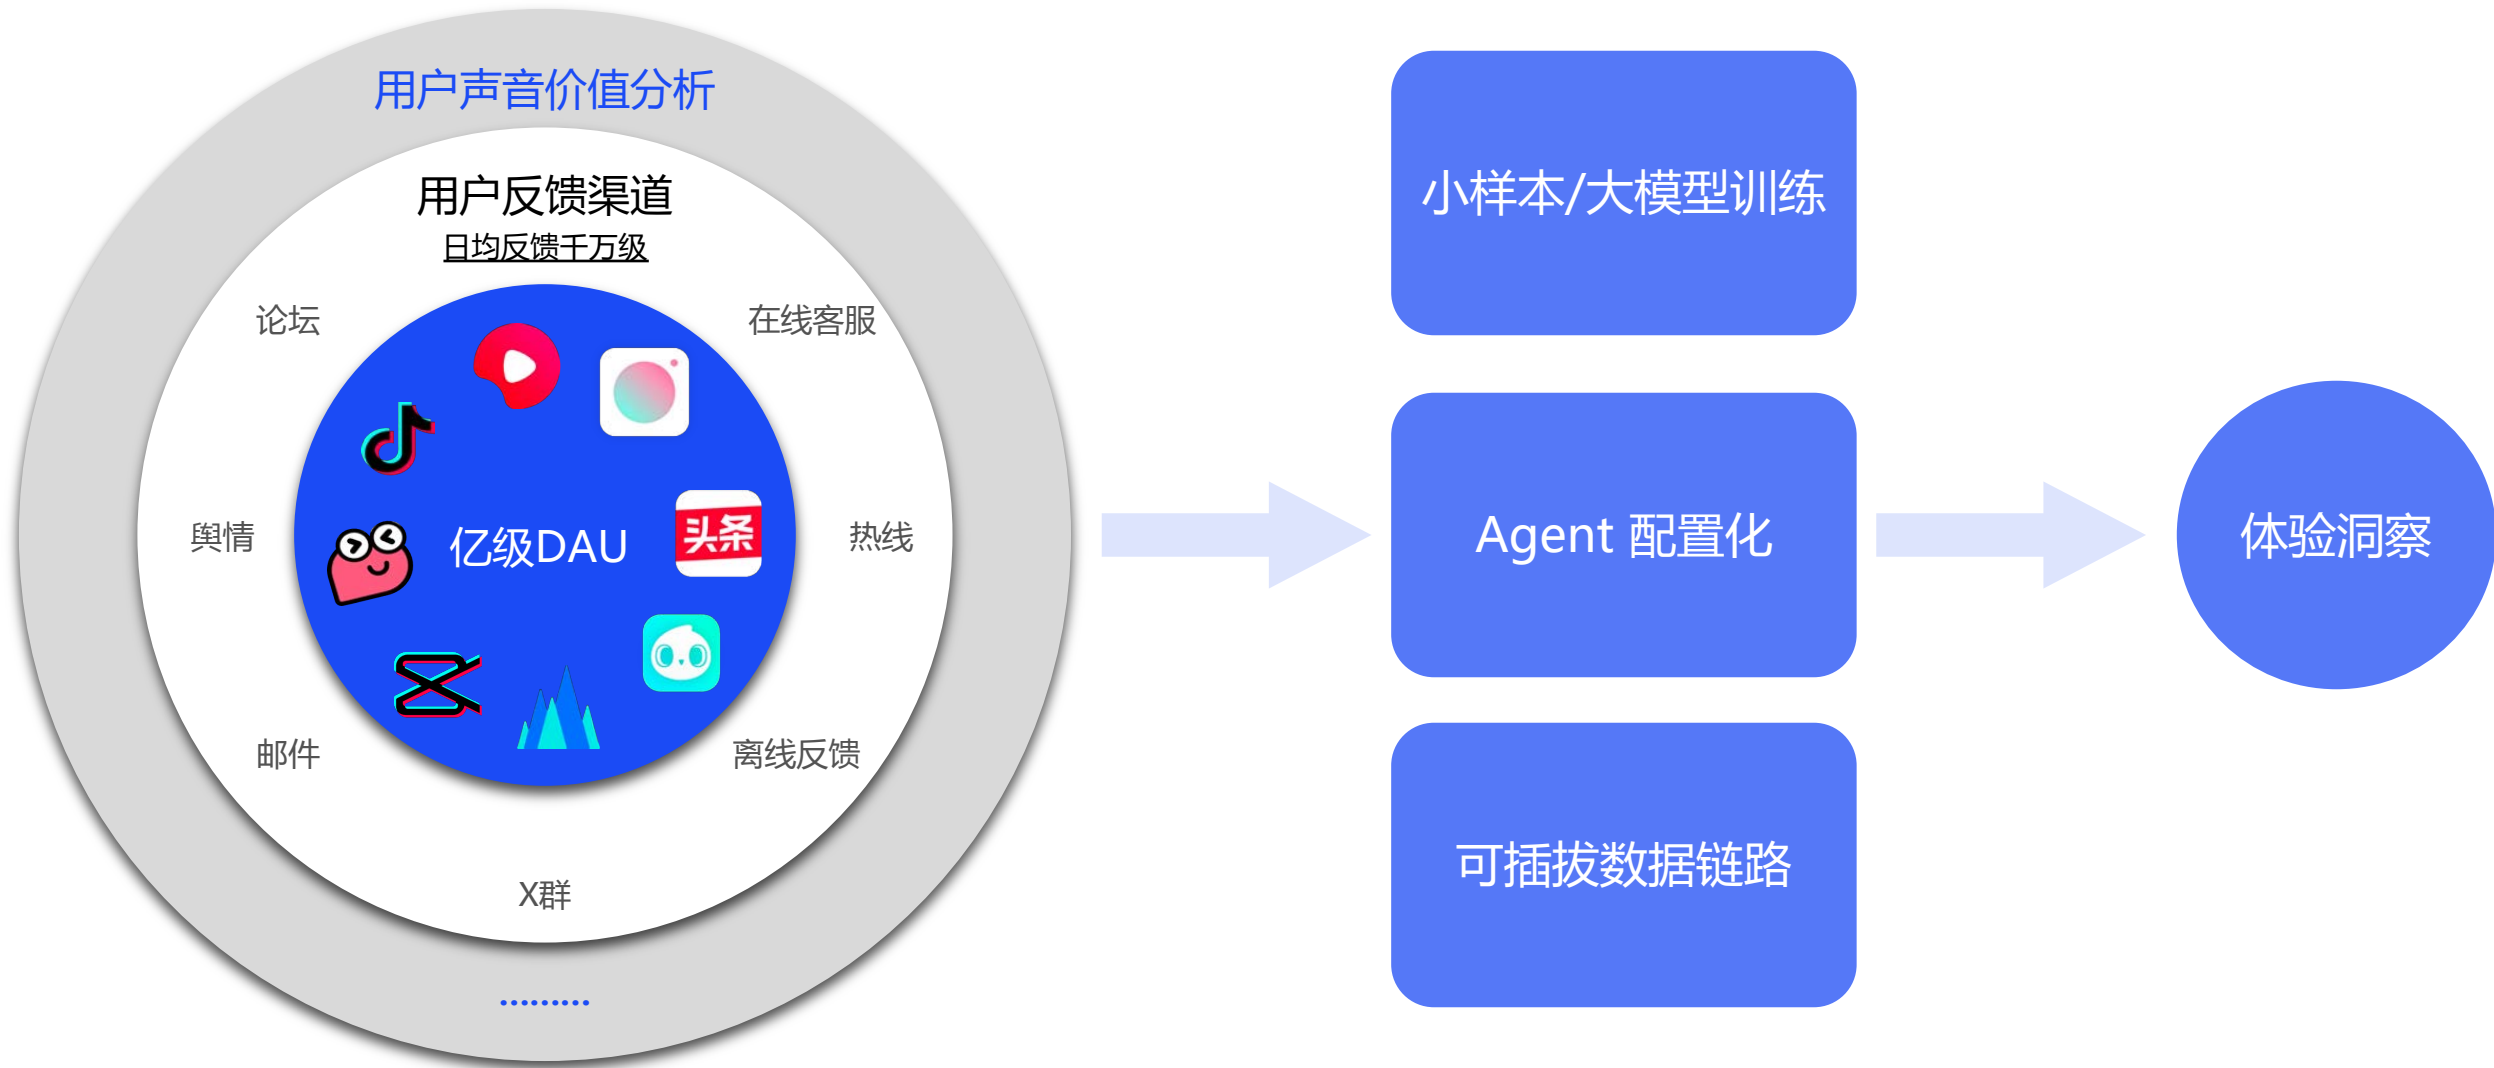 用户声音价值分析
用户反馈渠道
日均反馈千万级
论坛
在线客服
舆情
亿级DAU
头条
热线
邮件
离线反馈
X群
………
小样本/大模型训练
Agent 配置化
可插拔数据链路
体验洞察